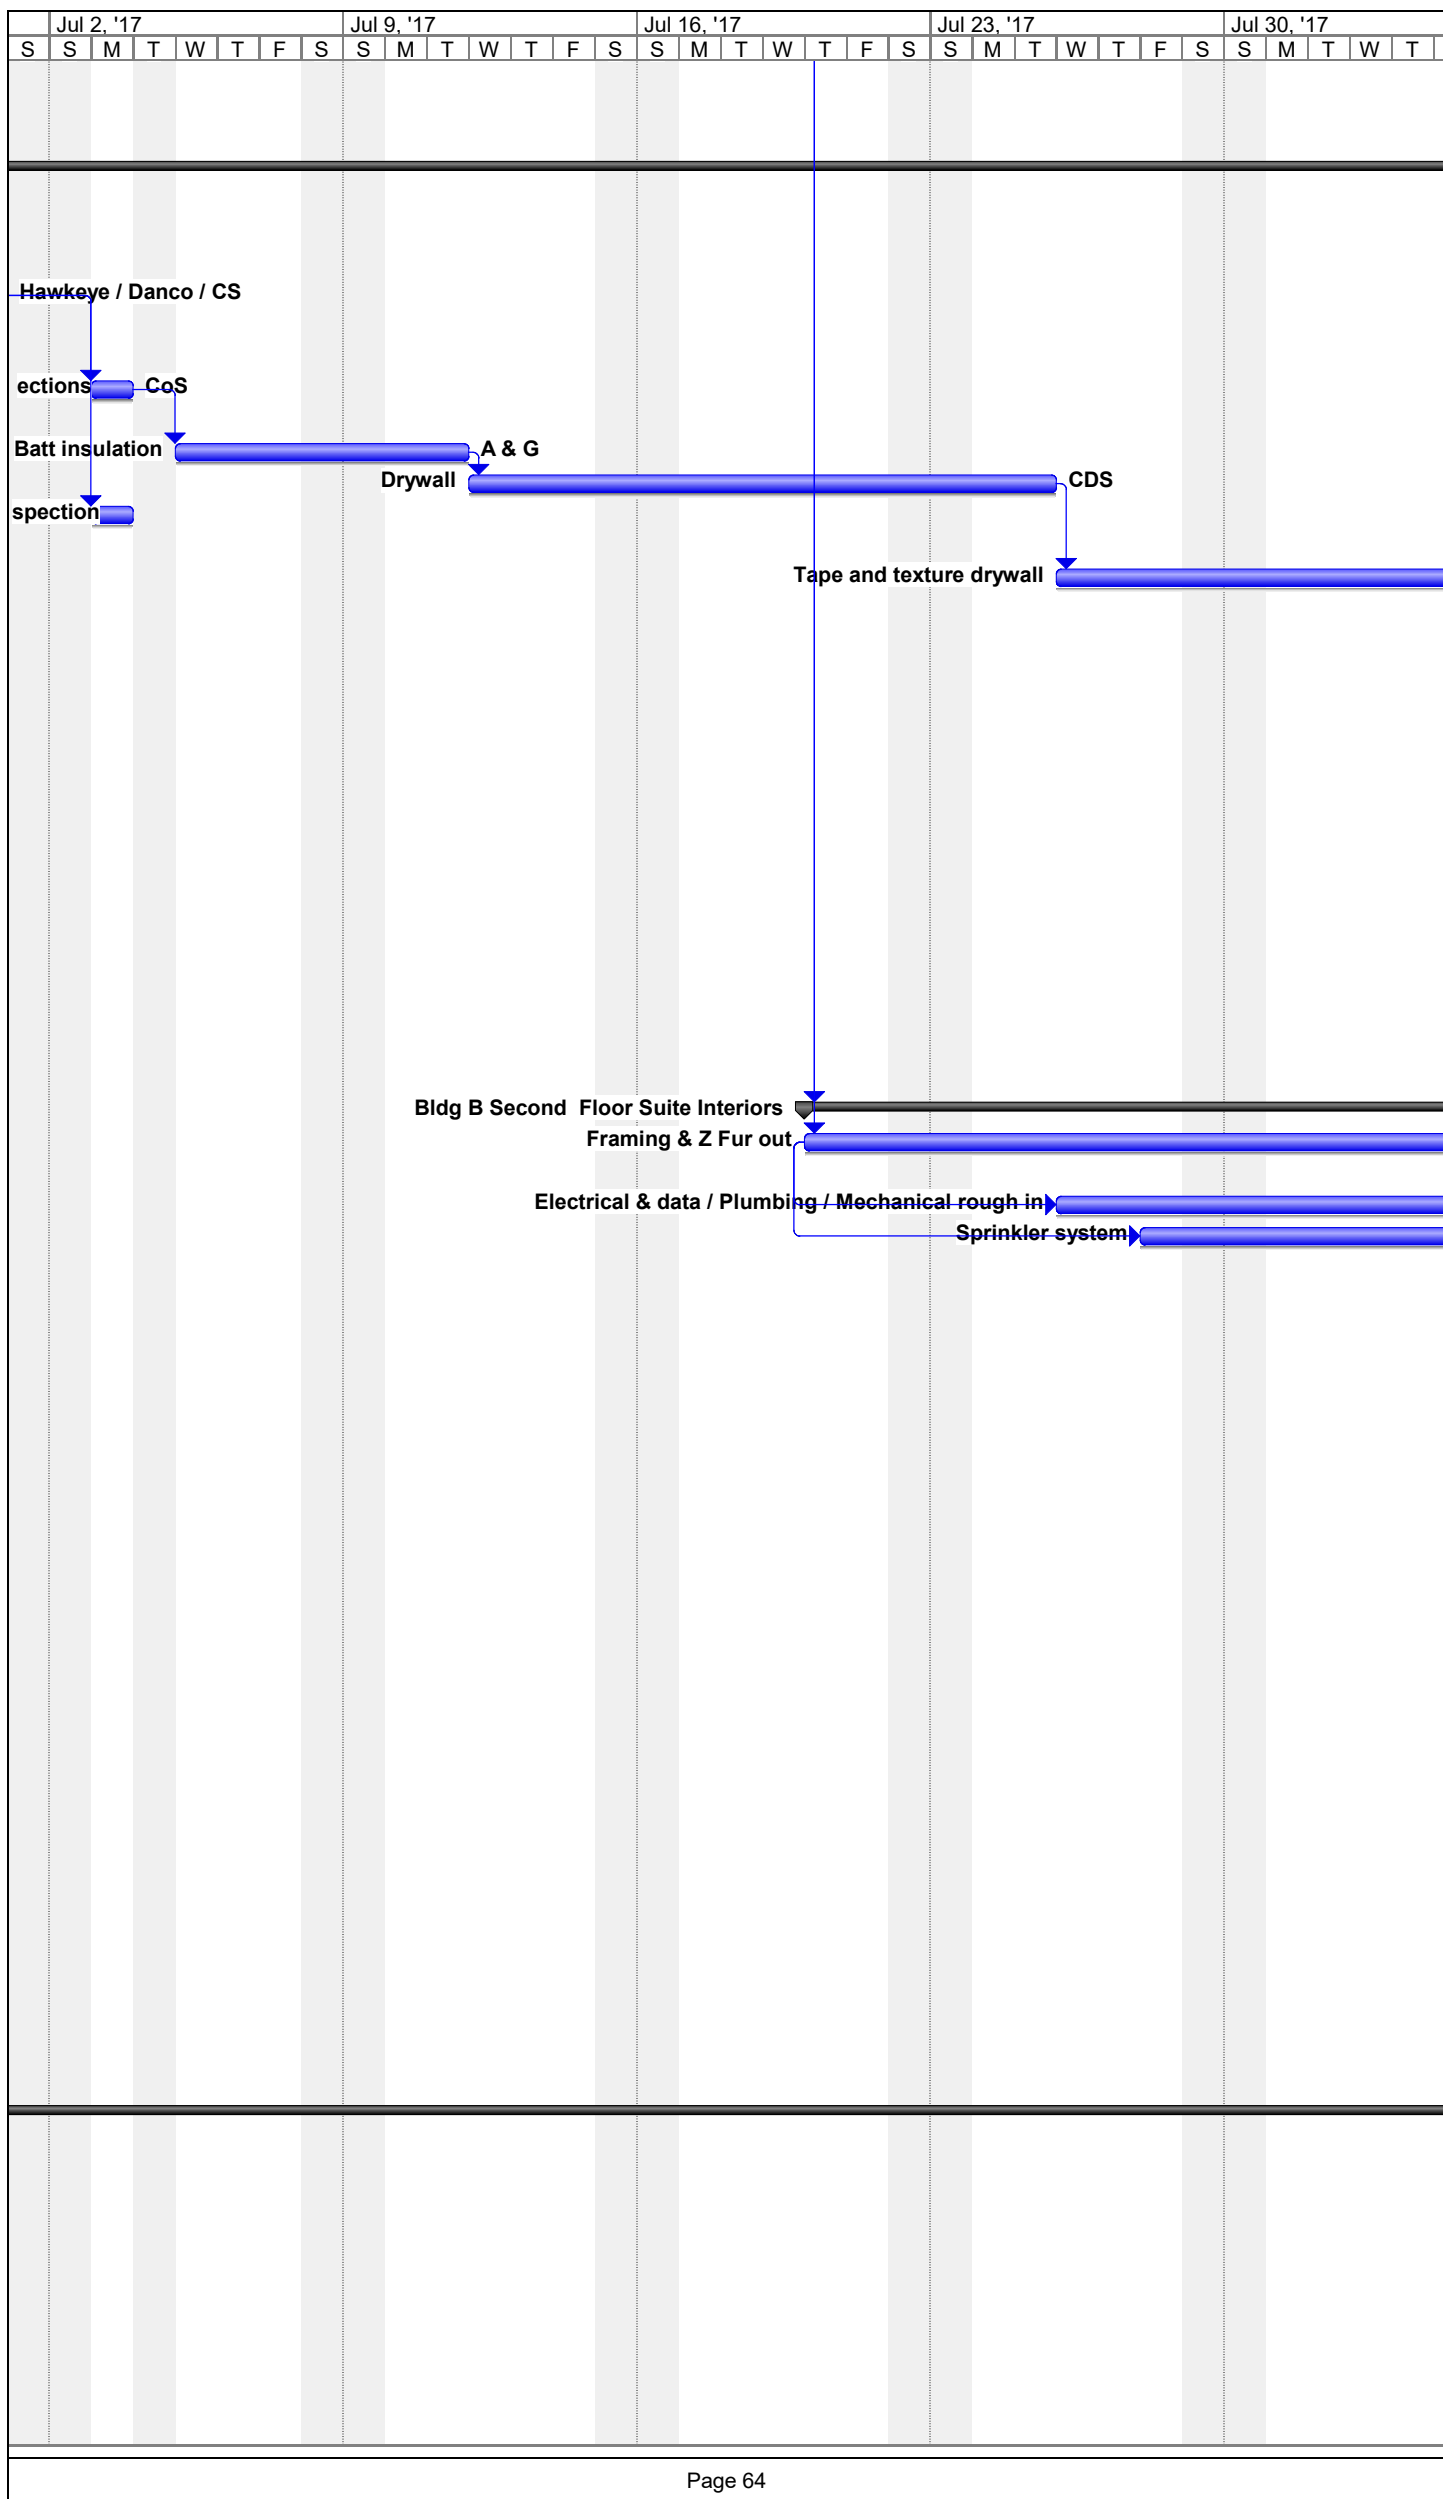 Jul 2, '17 Jul 9, '17 Jul 16, '17 Jul 23, '17 Jul 30, '17
S S M T W T F S S M T W T F S S M T W T F S S M T W T F S S M T W T
Hawkeye / Danco / CS
ections CoS
Batt insulation A & G
Drywall CDS
spection
Tape and texture drywall
Bldg B Second Floor Suite Interiors
Framing & Z Fur out
Electrical & data / Plumbing / Mechanical rough in
Sprinkler system
Page 64